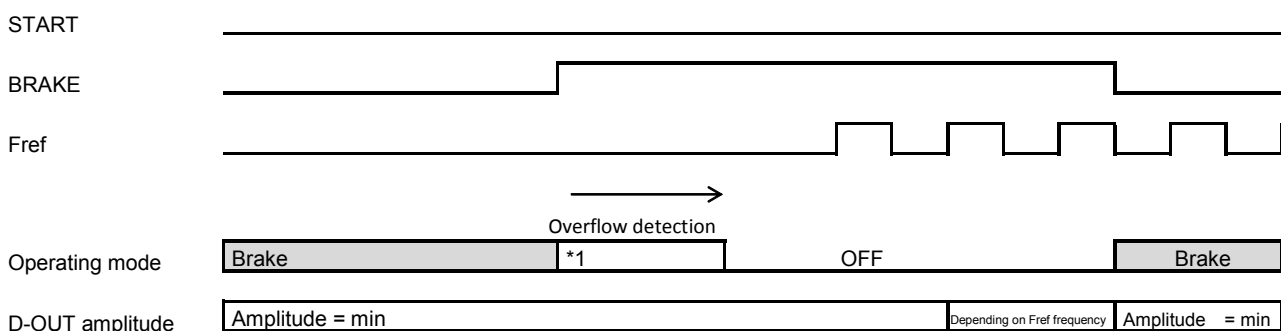 START
BRAKE
Fref
Overflow detection
Operating mode Brake *1 OFF Brake
D-OUT amplitude Amplitude = min Depending on Fref frequency Amplitude = min